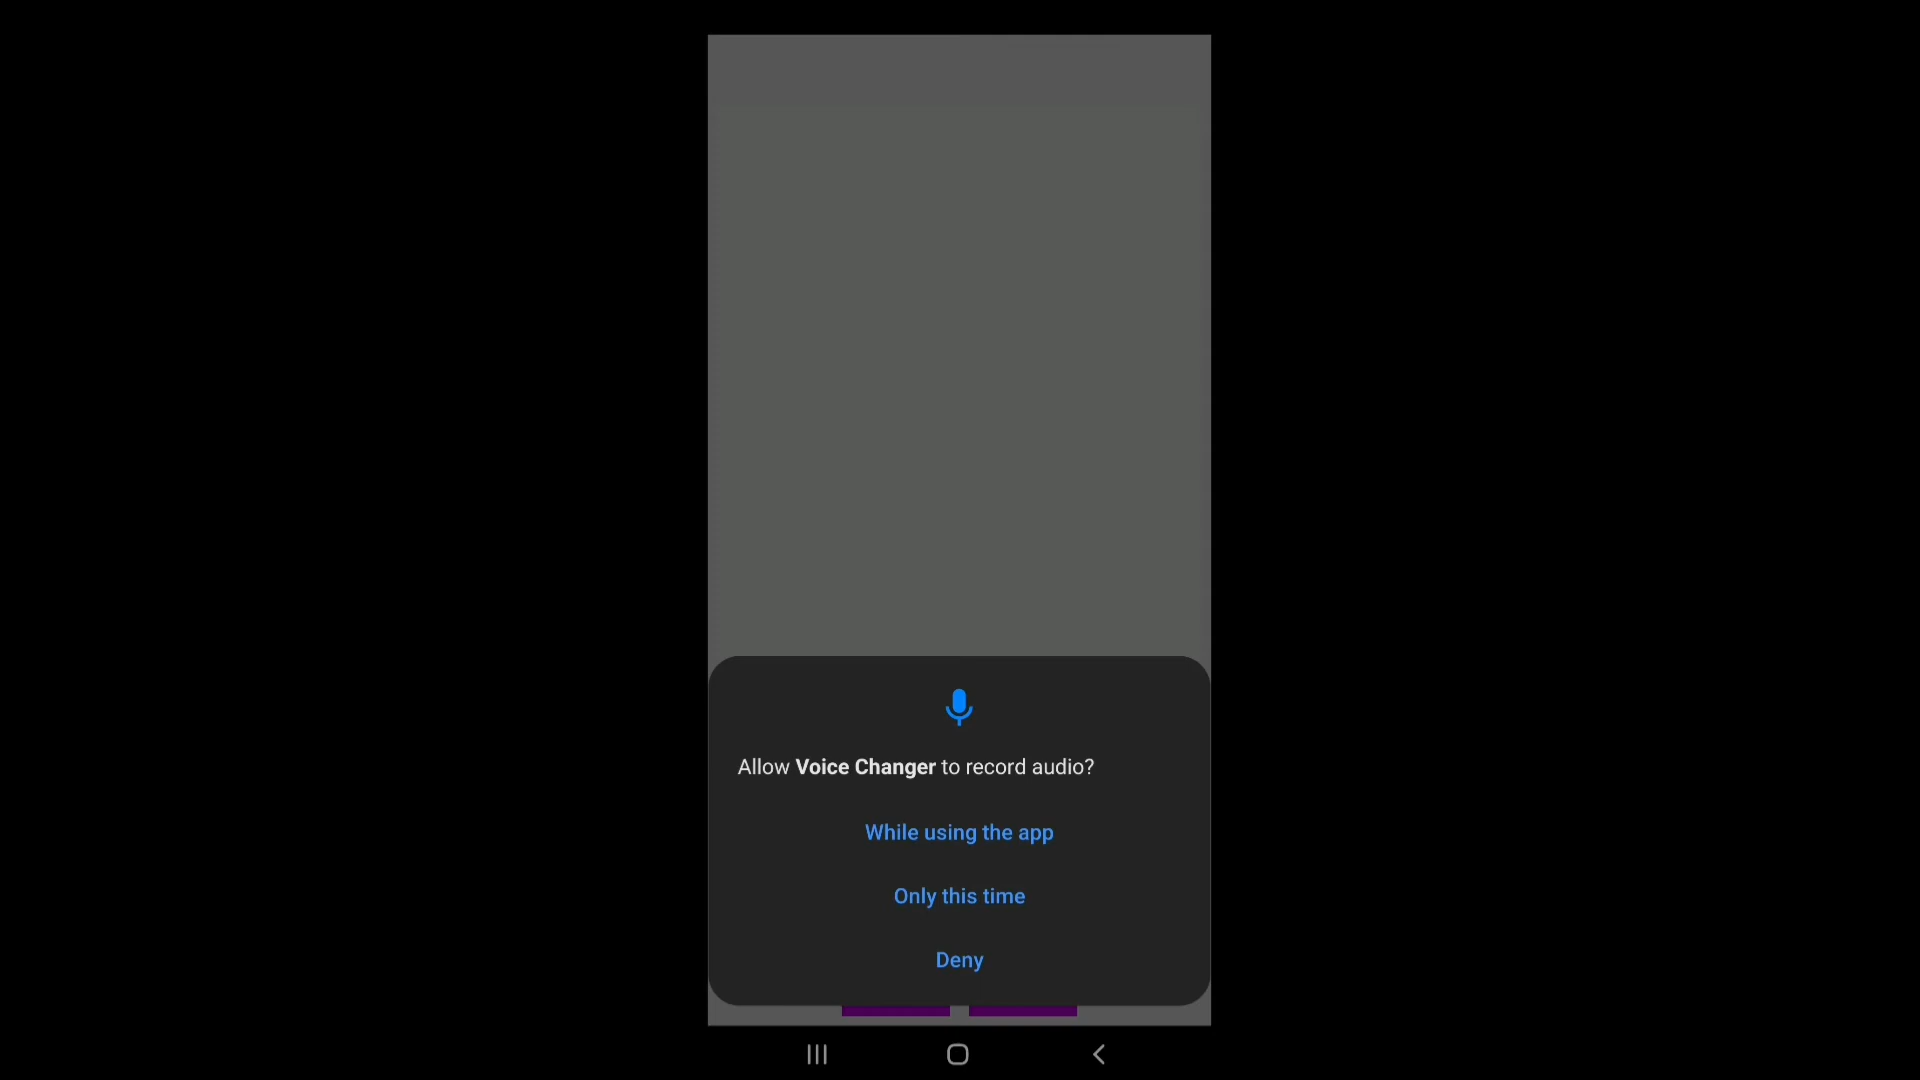 Allow Voice Changer to record audio?
While using the app
Only this time
Deny